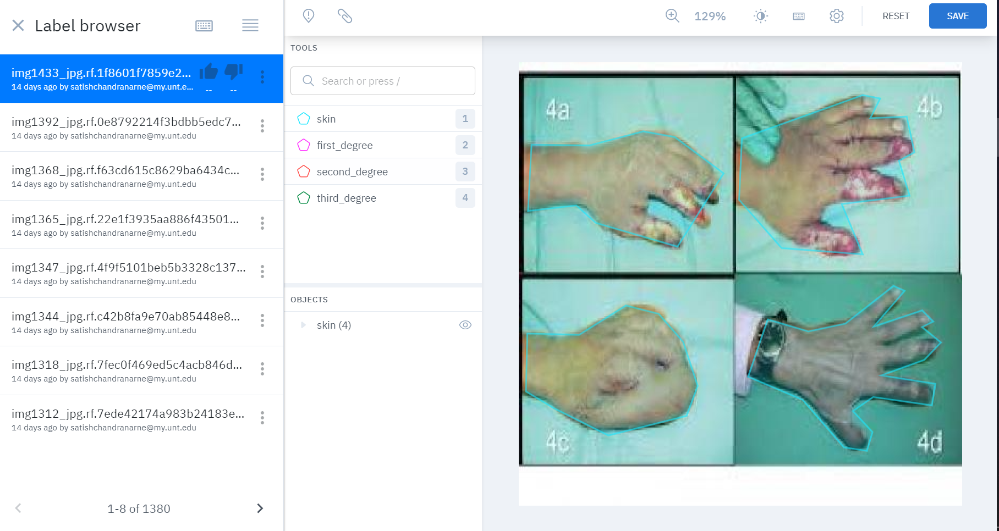 Label browser
129%
RESET
SAVE
img1433_jpg.rf.1f8601f7859e2...
14 days ago by satishchandranarne@my.unt.e...
--
--
img1392_jpg.rf.0e8792214f3bdbb5edc7...
14 days ago by satishchandranarne@my.unt.edu
img1368_jpg.rf.f63cd615c8629ba6434c...
14 days ago by satishchandranarne@my.unt.edu
img1365_jpg.rf.22e1f3935aa886f43501...
14 days ago by satishchandranarne@my.unt.edu
img1347_jpg.rf.4f9f5101beb5b3328c137...
14 days ago by satishchandranarne@my.unt.edu
img1344_jpg.rf.c42b8fa9e70ab85448e8...
14 days ago by satishchandranarne@my.unt.edu
img1318_jpg.rf.7fec0f469ed5c4acb846d...
14 days ago by satishchandranarne@my.unt.edu
img1312_jpg.rf.7ede42174a983b24183e...
14 days ago by satishchandranarne@my.unt.edu
1-8 of 1380
TOOLS
Search or press /
skin 1
first_degree 2
second_degree 3
third_degree 4
OBJECTS
skin (4)
4a
4b
4c
4d